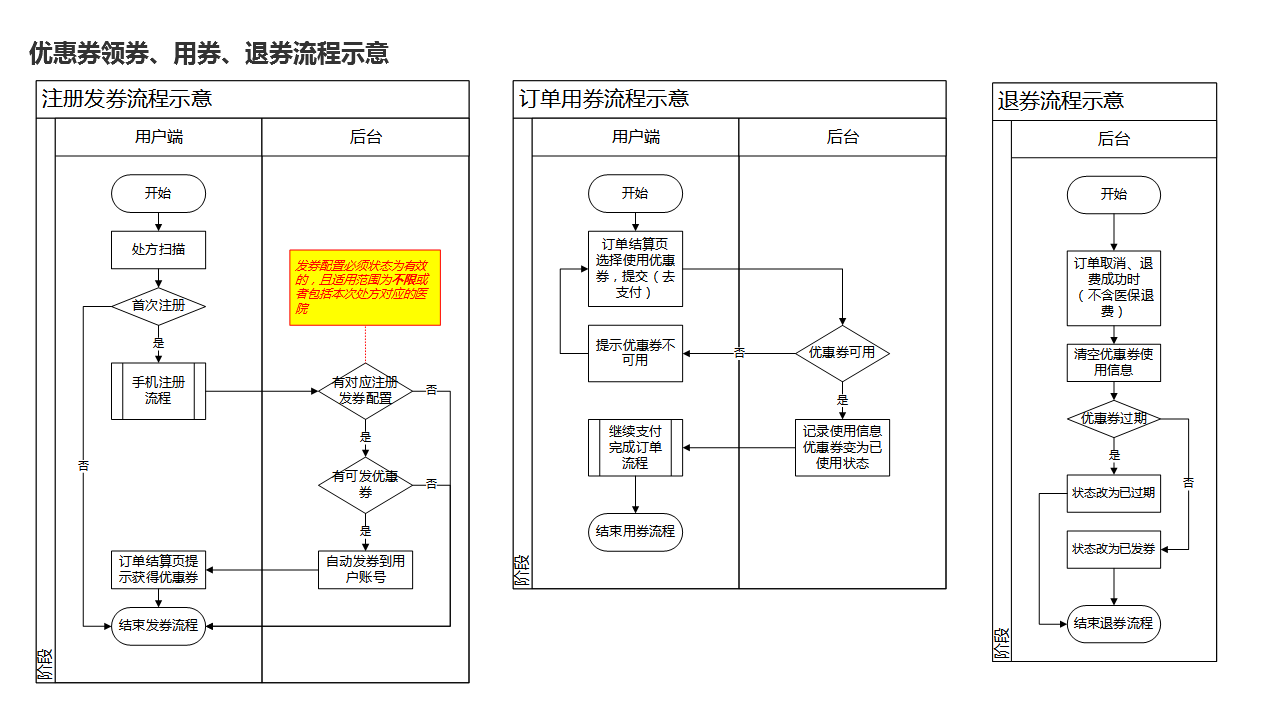 优惠券领券、用券、退券流程示意
注册发券流程示意
用户端
后台
开始
处方扫描
首次注册
是
手机注册
流程
否
发券配置必须状态为有效
的，且适用范围为不限或
者包括本次处方对应的医
院
有对应注册
发券配置
否
是
有可发优惠
券
否
是
自动发券到用
户账号
订单结算页提
示获得优惠券
结束发券流程
阶段
订单用券流程示意
用户端
后台
开始
订单结算页
选择使用优惠
券，提交（去
支付）
提示优惠券不
可用
否
优惠券可用
是
记录使用信息
优惠券变为已
使用状态
继续支付
完成订单
流程
结束用券流程
阶段
退券流程示意
后台
开始
订单取消、退
费成功时
（不含医保退
费）
清空优惠券使
用信息
优惠券过期
是
否
状态改为已过期
状态改为已发券
结束退券流程
阶段